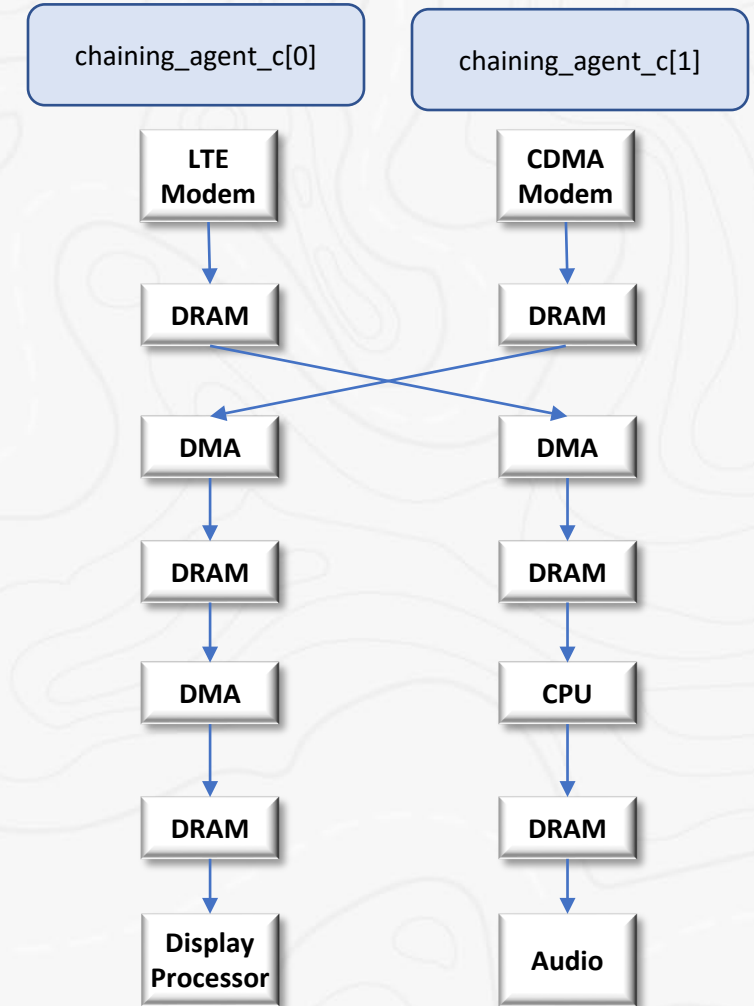 chaining_agent_c[0]
chaining_agent_c[1]
LTE
Modem
CDMA
Modem
DRAM
DRAM
DMA
DMA
DRAM
DRAM
DMA
CPU
DRAM
DRAM
Display
Processor
Audio